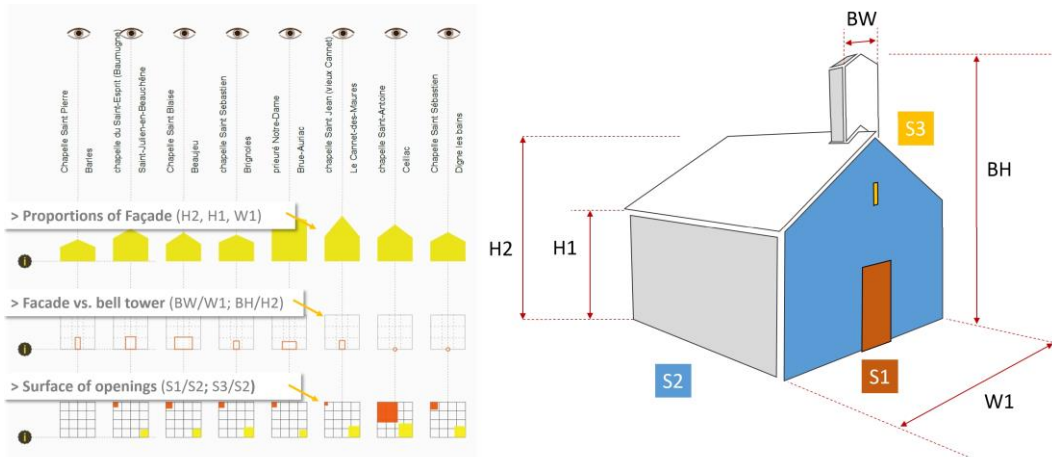 Chapelle Saint Pierre
Barles
chapelle du Saint-Esprit (Baumugne)
Saint-Julien-en-Beauchêne
Chapelle Saint Blaise
Beaujeu
chapelle Saint Sébastien
Brignoles
prieuré Notre-Dame
Brue-Auriac
chapelle Saint Jean (vieux Cannet)
Le Cannet-des-Maures
chapelle Saint-Antoine
Ceillac
Chapelle Saint Sébastien
Digne les bains
> Proportions of Façade (H2, H1, W1)
i
> Facade vs. bell tower (BW/W1; BH/H2)
i
> Surface of openings (S1/S2; S3/S2)
i
BW
S3
BH
H2
H1
S2
S1
W1